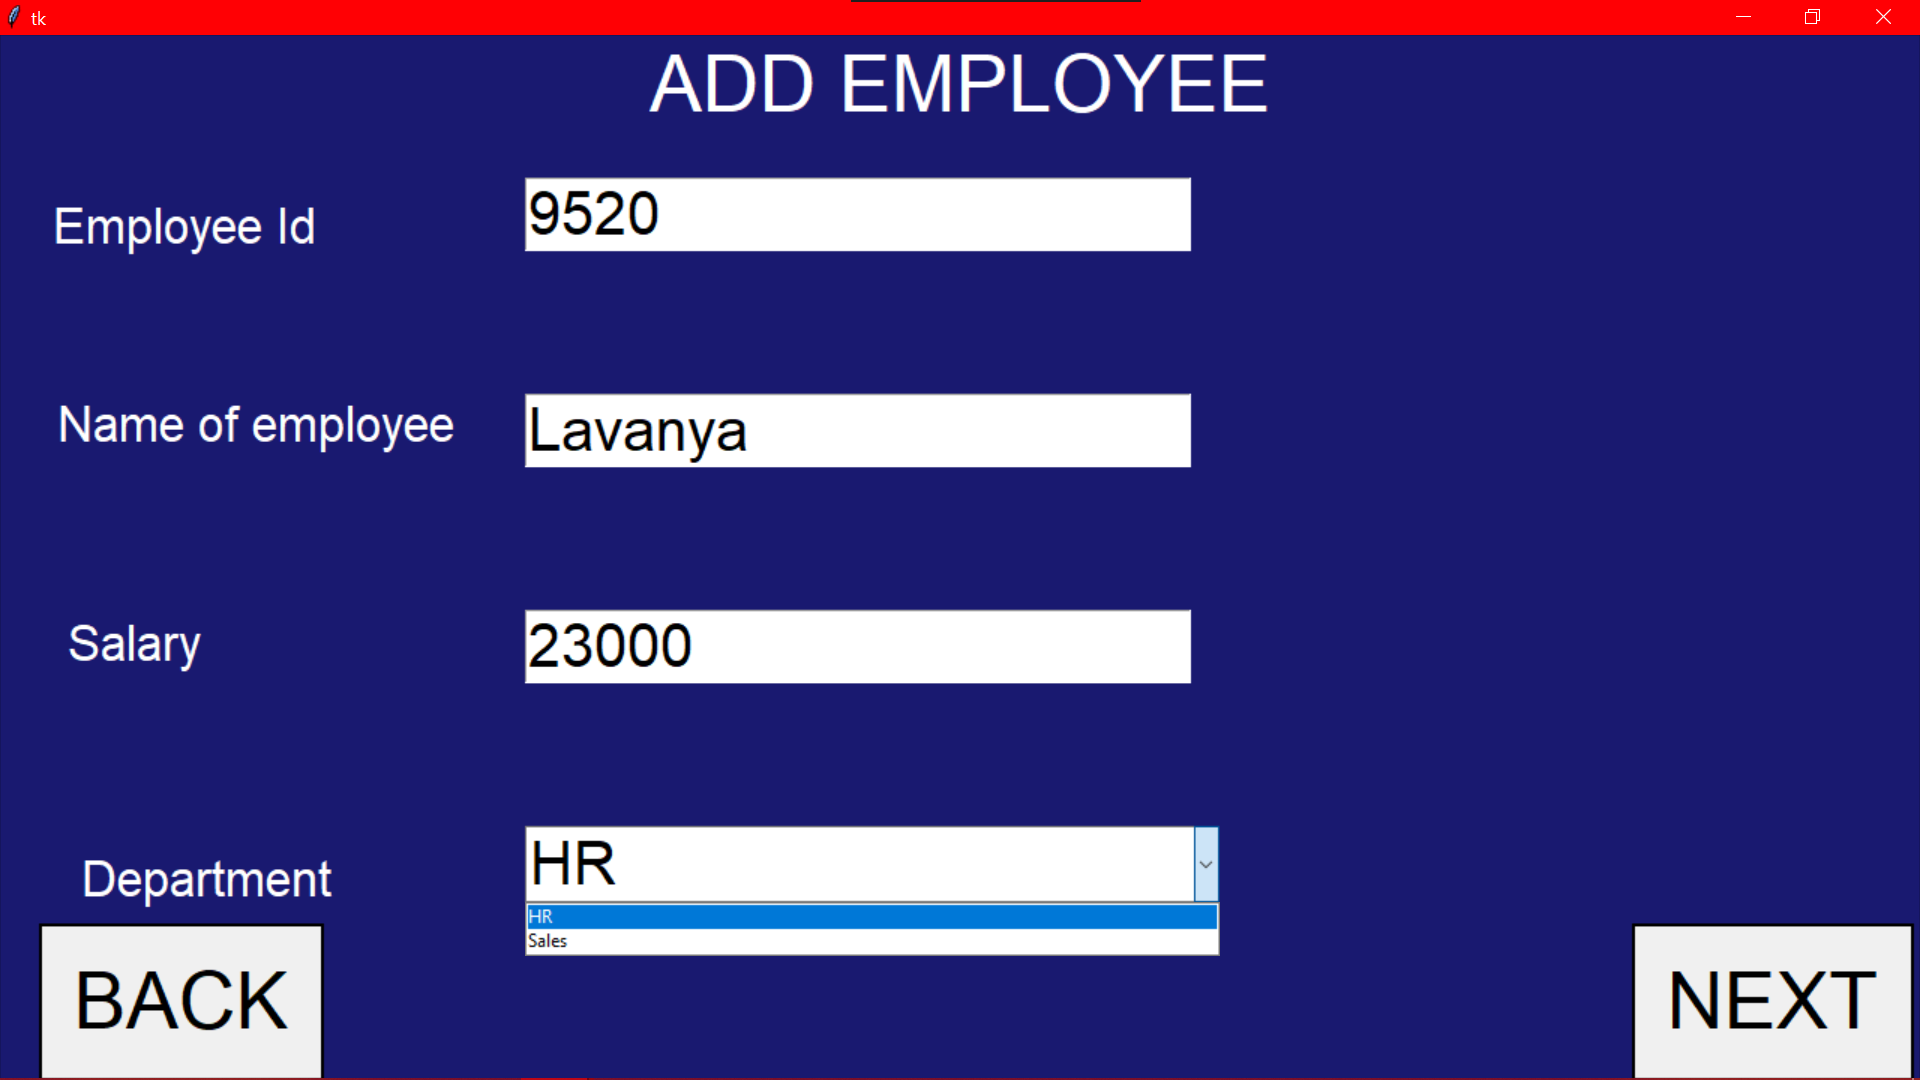 tk
ADD EMPLOYEE
Employee Id 9520
Name of employee Lavanya
Salary 23000
Department HR
HR
Sales
BACK NEXT